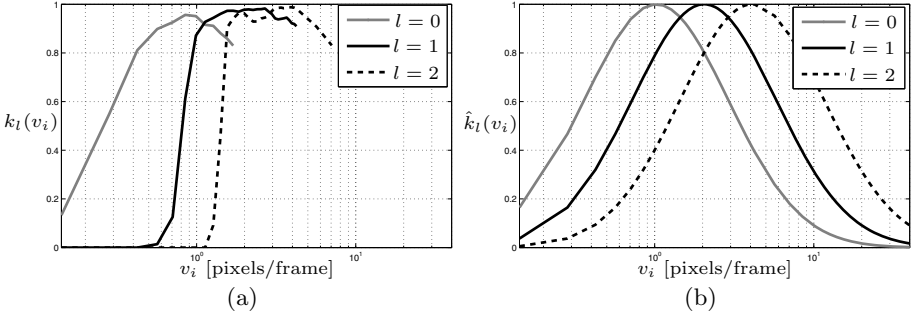 1
0.8
0.6
0.4
0.2
0
k_l(v_i)
10^0
10^1
v_i [pixels/frame]
l = 0
l = 1
l = 2
(a)
1
0.8
0.6
0.4
0.2
0
k̂_l(v_i)
10^0
10^1
v_i [pixels/frame]
l = 0
l = 1
l = 2
(b)